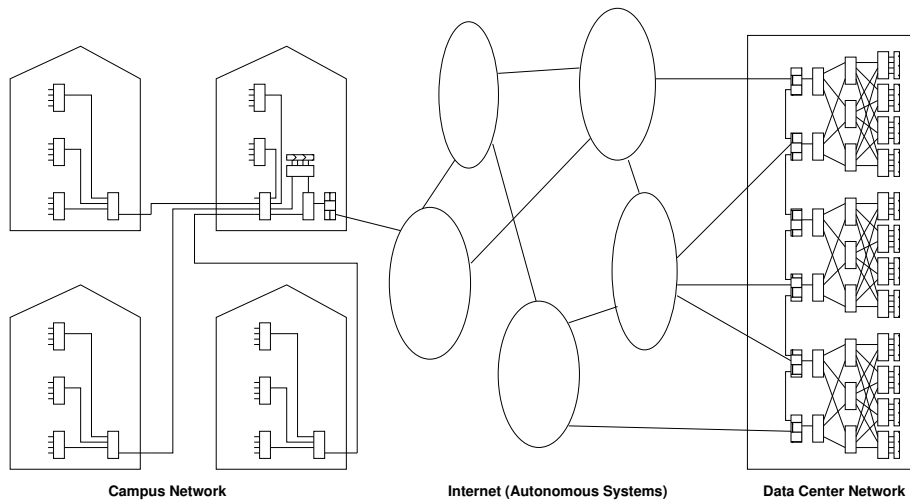 Campus Network
Internet (Autonomous Systems)
Data Center Network